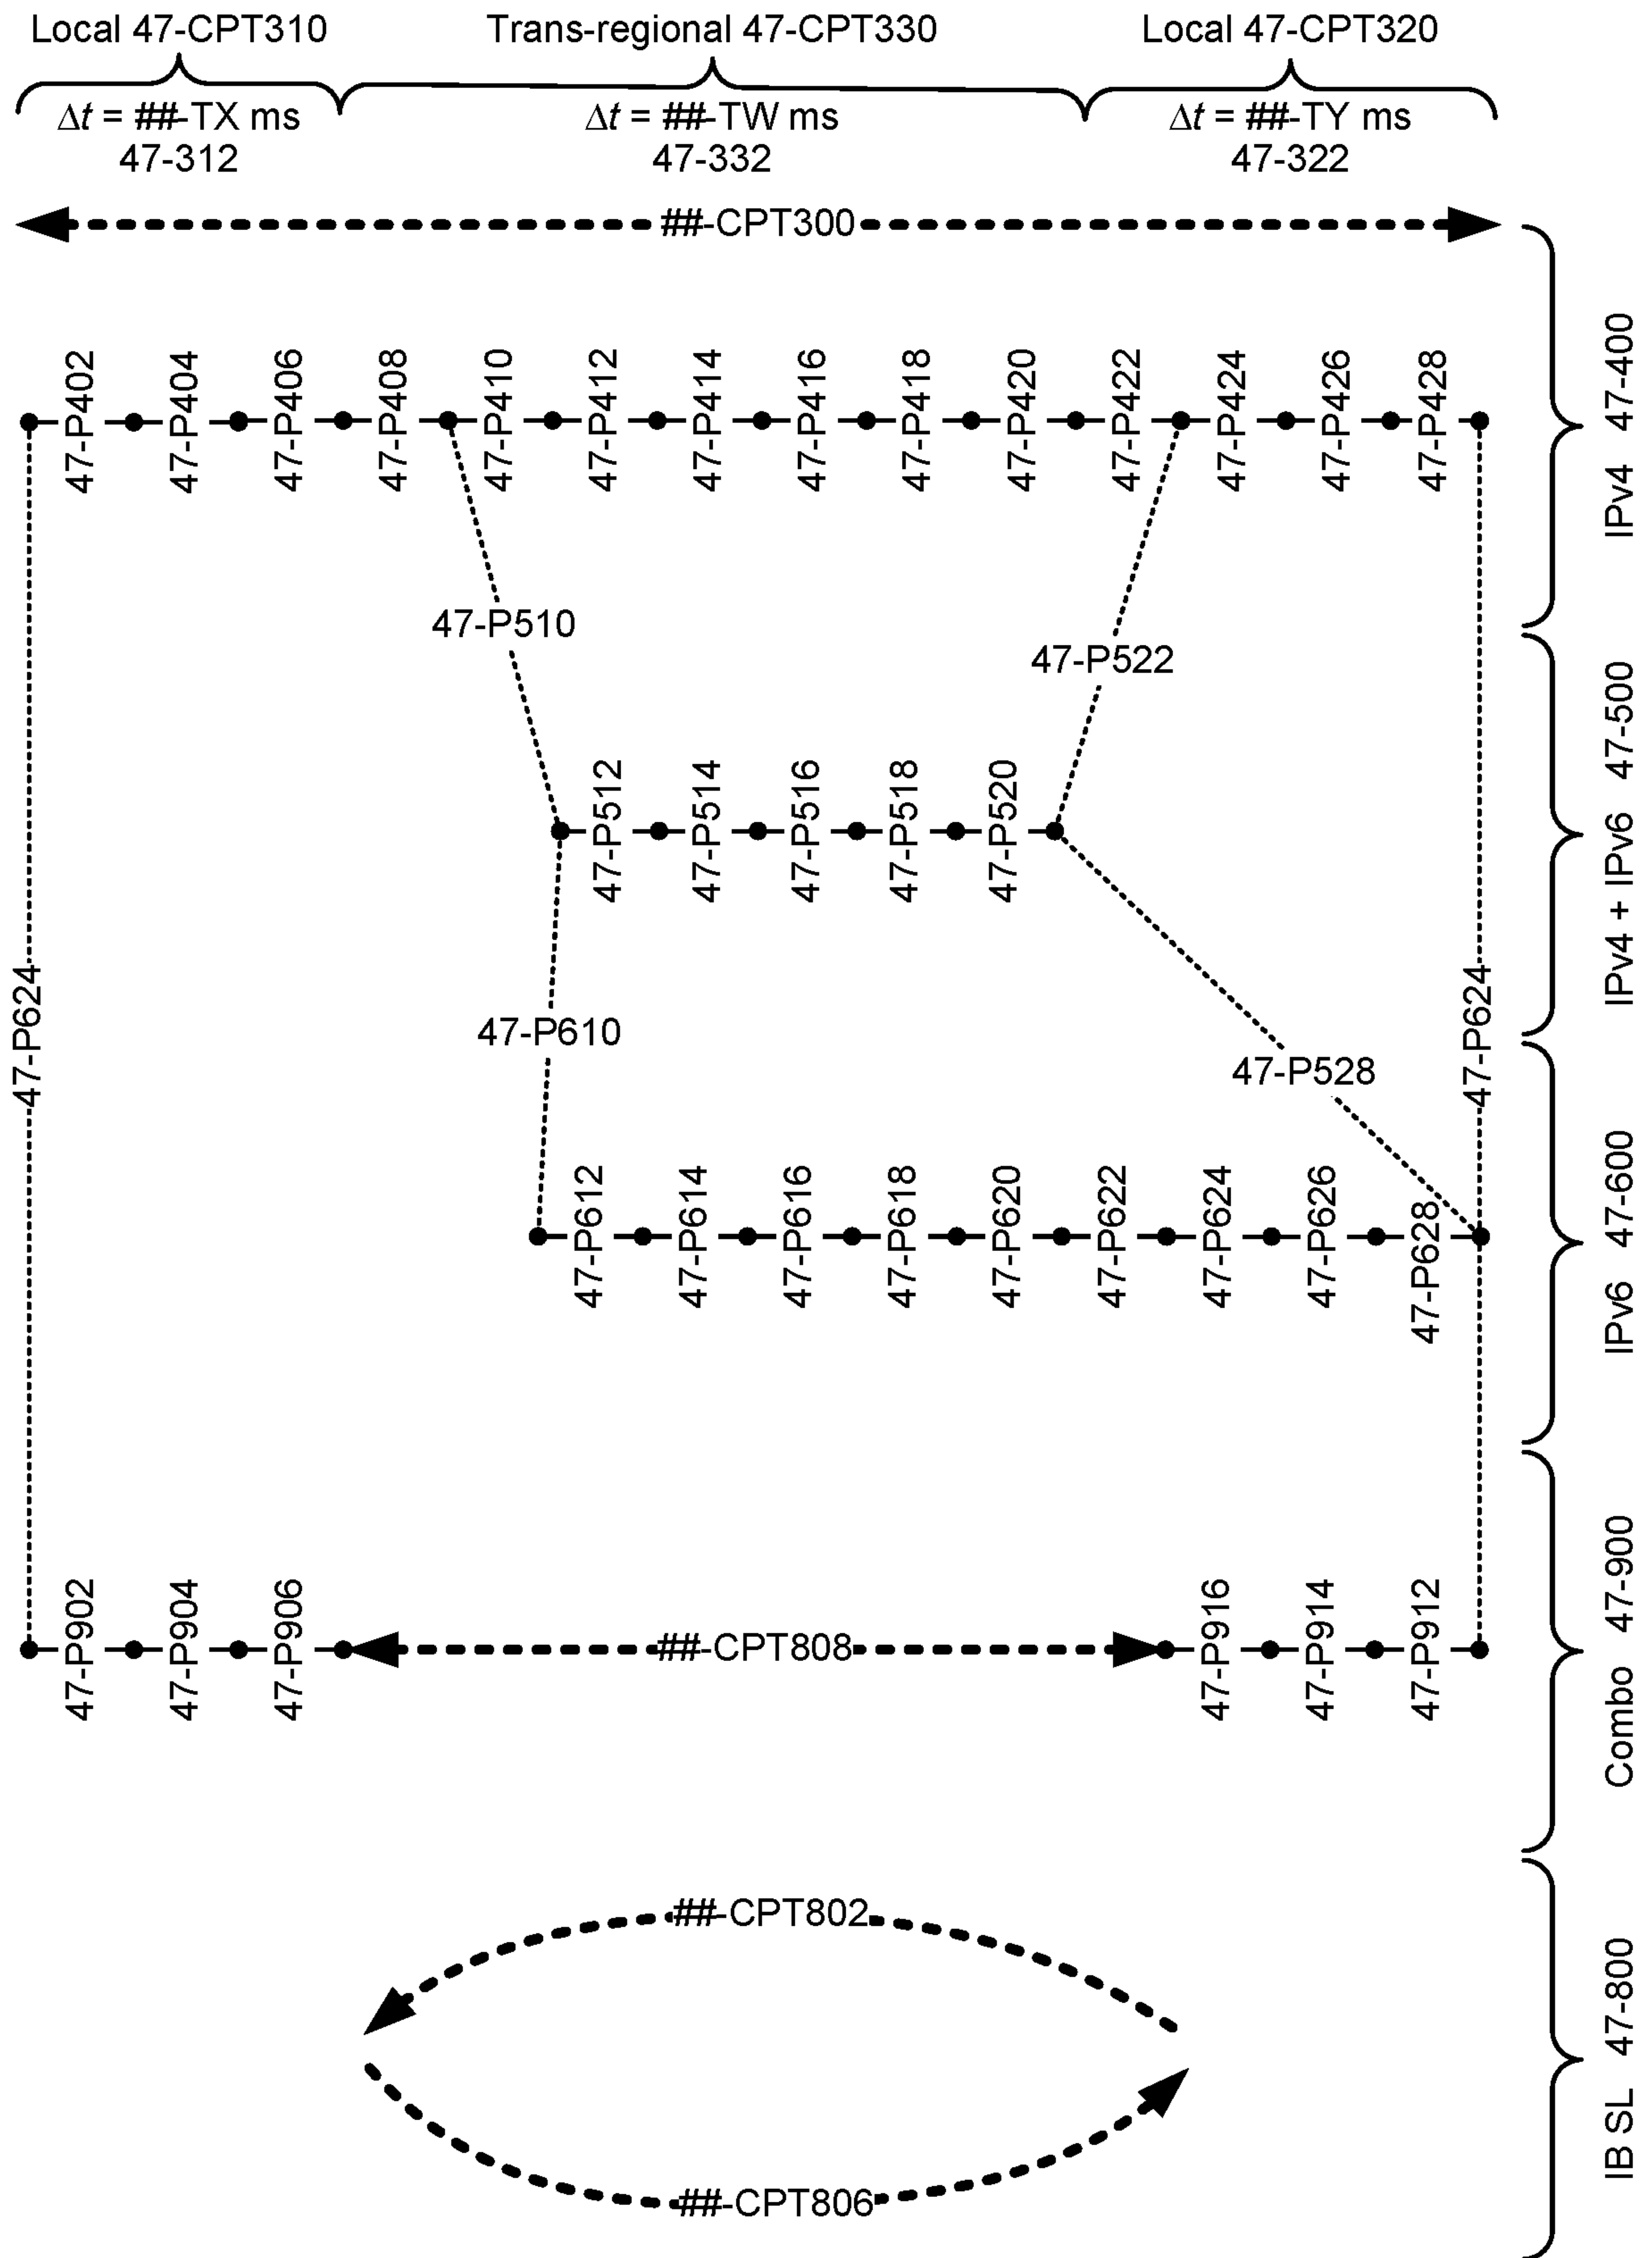 Local 47-CPT310
Trans-regional 47-CPT330
Local 47-CPT320
Δt = ##-TX ms
47-312
Δt = ##-TW ms
47-332
Δt = ##-TY ms
47-322
##-CPT300
47-P402
47-P404
47-P406
47-P408
47-P410
47-P412
47-P414
47-P416
47-P418
47-P420
47-P422
47-P424
47-P426
47-P428
IPv4 47-400
47-P510
47-P522
47-P512
47-P514
47-P516
47-P518
47-P520
IPv4 + IPv6 47-500
47-P624
47-P610
47-P528
47-P624
47-P612
47-P614
47-P616
47-P618
47-P620
47-P622
47-P624
47-P626
47-P628
IPv6 47-600
47-P902
47-P904
47-P906
##-CPT808
47-P916
47-P914
47-P912
Combo 47-900
##-CPT802
##-CPT806
IB SL 47-800